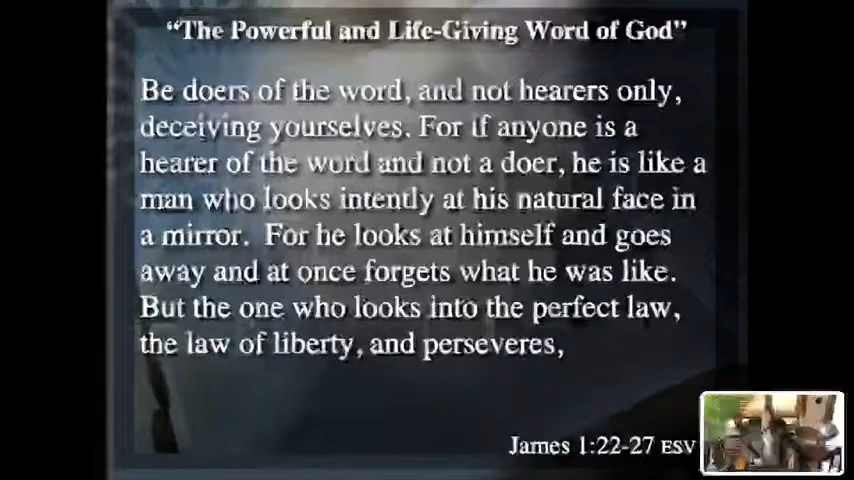 “The Powerful and Life-Giving Word of God”
Be doers of the word, and not hearers only,
deceiving yourselves. For if anyone is a
hearer of the word and not a doer, he is like a
man who looks intently at his natural face in
a mirror. For he looks at himself and goes
away and at once forgets what he was like.
But the one who looks into the perfect law,
the law of liberty, and perseveres,
James 1:22-27 ESV